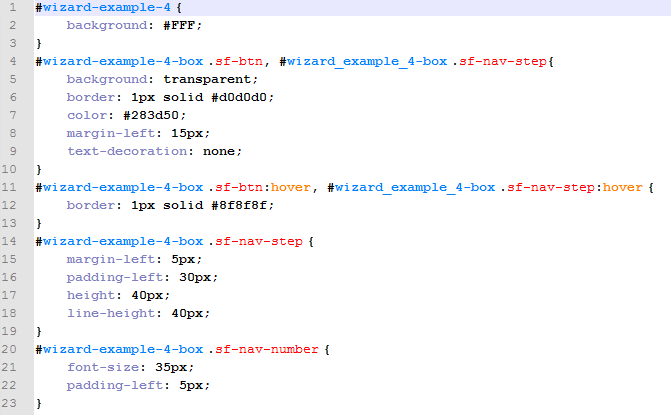 1 #wizard-example-4 {
2     background: #FFF;
3 }
4 #wizard-example-4-box .sf-btn, #wizard_example_4-box .sf-nav-step{
5     background: transparent;
6     border: 1px solid #d0d0d0;
7     color: #283d50;
8     margin-left: 15px;
9     text-decoration: none;
10 }
11 #wizard-example-4-box .sf-btn:hover, #wizard_example_4-box .sf-nav-step:hover {
12     border: 1px solid #8f8f8f;
13 }
14 #wizard-example-4-box .sf-nav-step {
15     margin-left: 5px;
16     padding-left: 30px;
17     height: 40px;
18     line-height: 40px;
19 }
20 #wizard-example-4-box .sf-nav-number {
21     font-size: 35px;
22     padding-left: 5px;
23 }